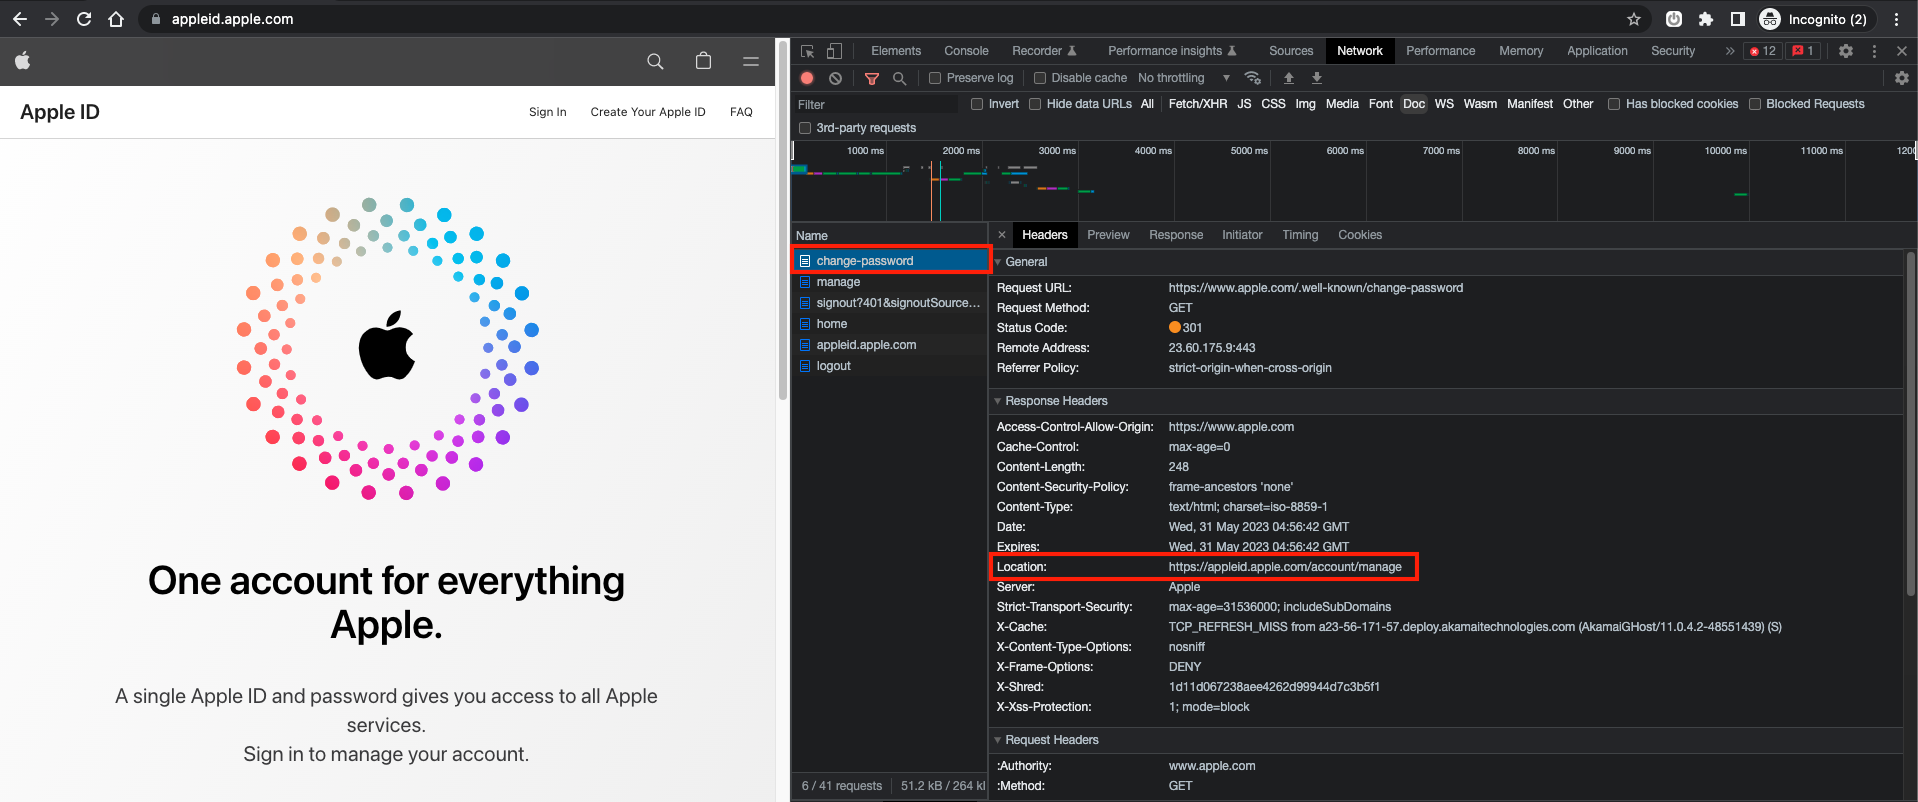 appleid.apple.com
Incognito (2)
Apple ID
Sign In
Create Your Apple ID
FAQ
One account for everything
Apple.
A single Apple ID and password gives you access to all Apple
services.
Sign in to manage your account.
Elements
Console
Recorder
Performance insights
Sources
Network
Performance
Memory
Application
Security
»
12
1
Preserve log
Disable cache
No throttling
Filter
Invert
Hide data URLs
All
Fetch/XHR
JS
CSS
Img
Media
Font
Doc
WS
Wasm
Manifest
Other
Has blocked cookies
Blocked Requests
3rd-party requests
1000 ms
2000 ms
3000 ms
4000 ms
5000 ms
6000 ms
7000 ms
8000 ms
9000 ms
10000 ms
11000 ms
1200
Name
change-password
manage
signout?401&signoutSource...
home
appleid.apple.com
logout
6 / 41 requests
51.2 kB / 264 k
Headers
Preview
Response
Initiator
Timing
Cookies
General
Request URL: https://www.apple.com/.well-known/change-password
Request Method: GET
Status Code: 301
Remote Address: 23.60.175.9:443
Referrer Policy: strict-origin-when-cross-origin
Response Headers
Access-Control-Allow-Origin: https://www.apple.com
Cache-Control: max-age=0
Content-Length: 248
Content-Security-Policy: frame-ancestors 'none'
Content-Type: text/html; charset=iso-8859-1
Date: Wed, 31 May 2023 04:56:42 GMT
Expires: Wed, 31 May 2023 04:56:42 GMT
Location: https://appleid.apple.com/account/manage
Server: Apple
Strict-Transport-Security: max-age=31536000; includeSubDomains
X-Cache: TCP_REFRESH_MISS from a23-56-171-57.deploy.akamaitechnologies.com (AkamaiGHost/11.0.4.2-48551439) (S)
X-Content-Type-Options: nosniff
X-Frame-Options: DENY
X-Shred: 1d11d067238aee4262d99944d7c3b5f1
X-Xss-Protection: 1; mode=block
Request Headers
:Authority: www.apple.com
:Method: GET